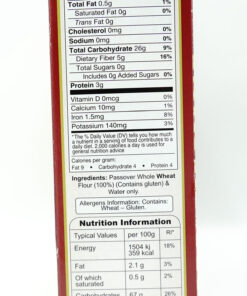 Total Fat 0.5g 1%
Saturated Fat 0g 0%
Trans Fat 0g
Cholesterol 0mg 0%
Sodium 0mg 0%
Total Carbohydrate 26g 9%
Dietary Fiber 5g 16%
Total Sugars 0g
Includes 0g Added Sugars 0%
Protein 3g
Vitamin D 0mcg 0%
Calcium 10mg 1%
Iron 1.5mg 8%
Potassium 140mg 3%
*The % Daily Value (DV) tells you how much
a nutrient in a serving of food contributes to a
daily diet. 2,000 calories a day is used for
general nutrition advice
Calories per gram:
Fat 9 • Carbohydrate 4 • Protein 4
Ingredients: Passover Whole Wheat
Flour (100%) (Contains gluten) &
Water only.
Allergens Information: Contains:
Wheat – Gluten.
Nutrition Information
Typical Values per 100g RI*
Energy 1504 kj 18%
359 kcal
Fat 2.1 g 3%
Of which 0.5 g 2%
saturated
Carbohydrates 67 g 26%